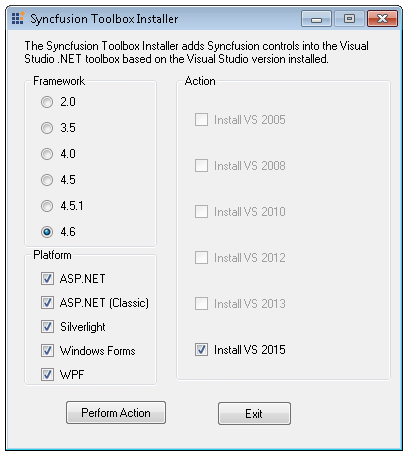 Syncfusion Toolbox Installer
The Syncfusion Toolbox Installer adds Syncfusion controls into the Visual
Studio .NET toolbox based on the Visual Studio version installed.
Framework
2.0
3.5
4.0
4.5
4.5.1
4.6
Platform
ASP.NET
ASP.NET (Classic)
Silverlight
Windows Forms
WPF
Action
Install VS 2005
Install VS 2008
Install VS 2010
Install VS 2012
Install VS 2013
Install VS 2015
Perform Action
Exit